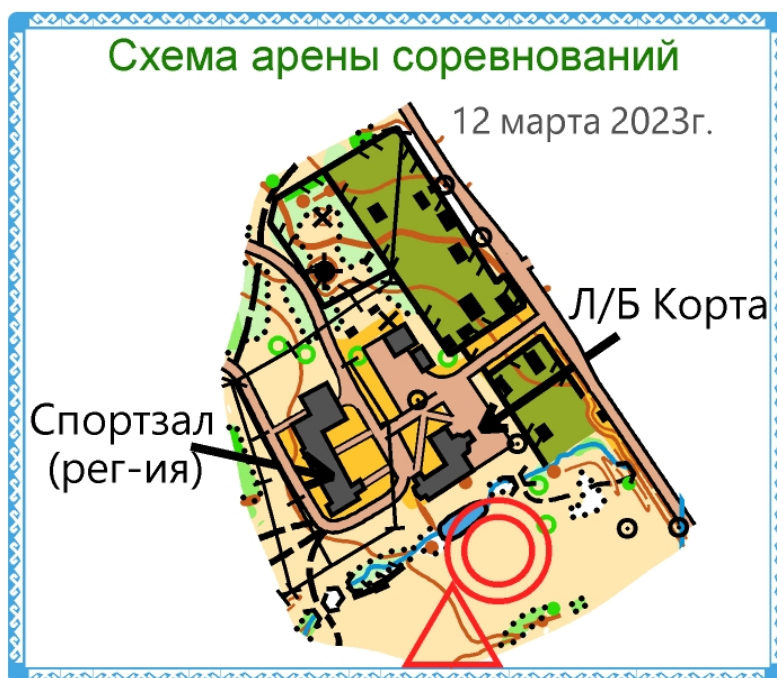 Схема арены соревнований
12 марта 2023г.
Л/Б Корта
Спортзал
(рег-ия)